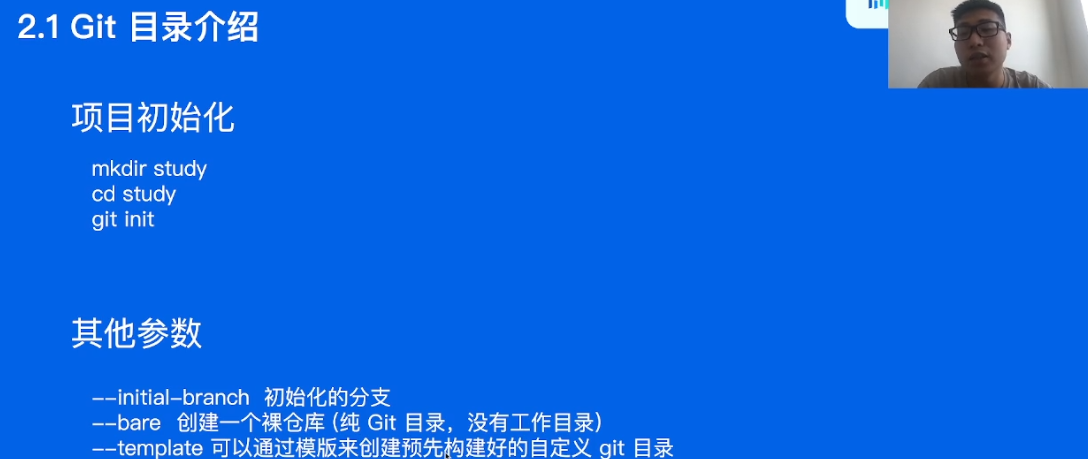 2.1 Git 目录介绍
项目初始化
mkdir study
cd study
git init
其他参数
--initial-branch 初始化的分支
--bare 创建一个裸仓库（纯 Git 目录，没有工作目录）
--template 可以通过模版来创建预先构建好的自定义 git 目录